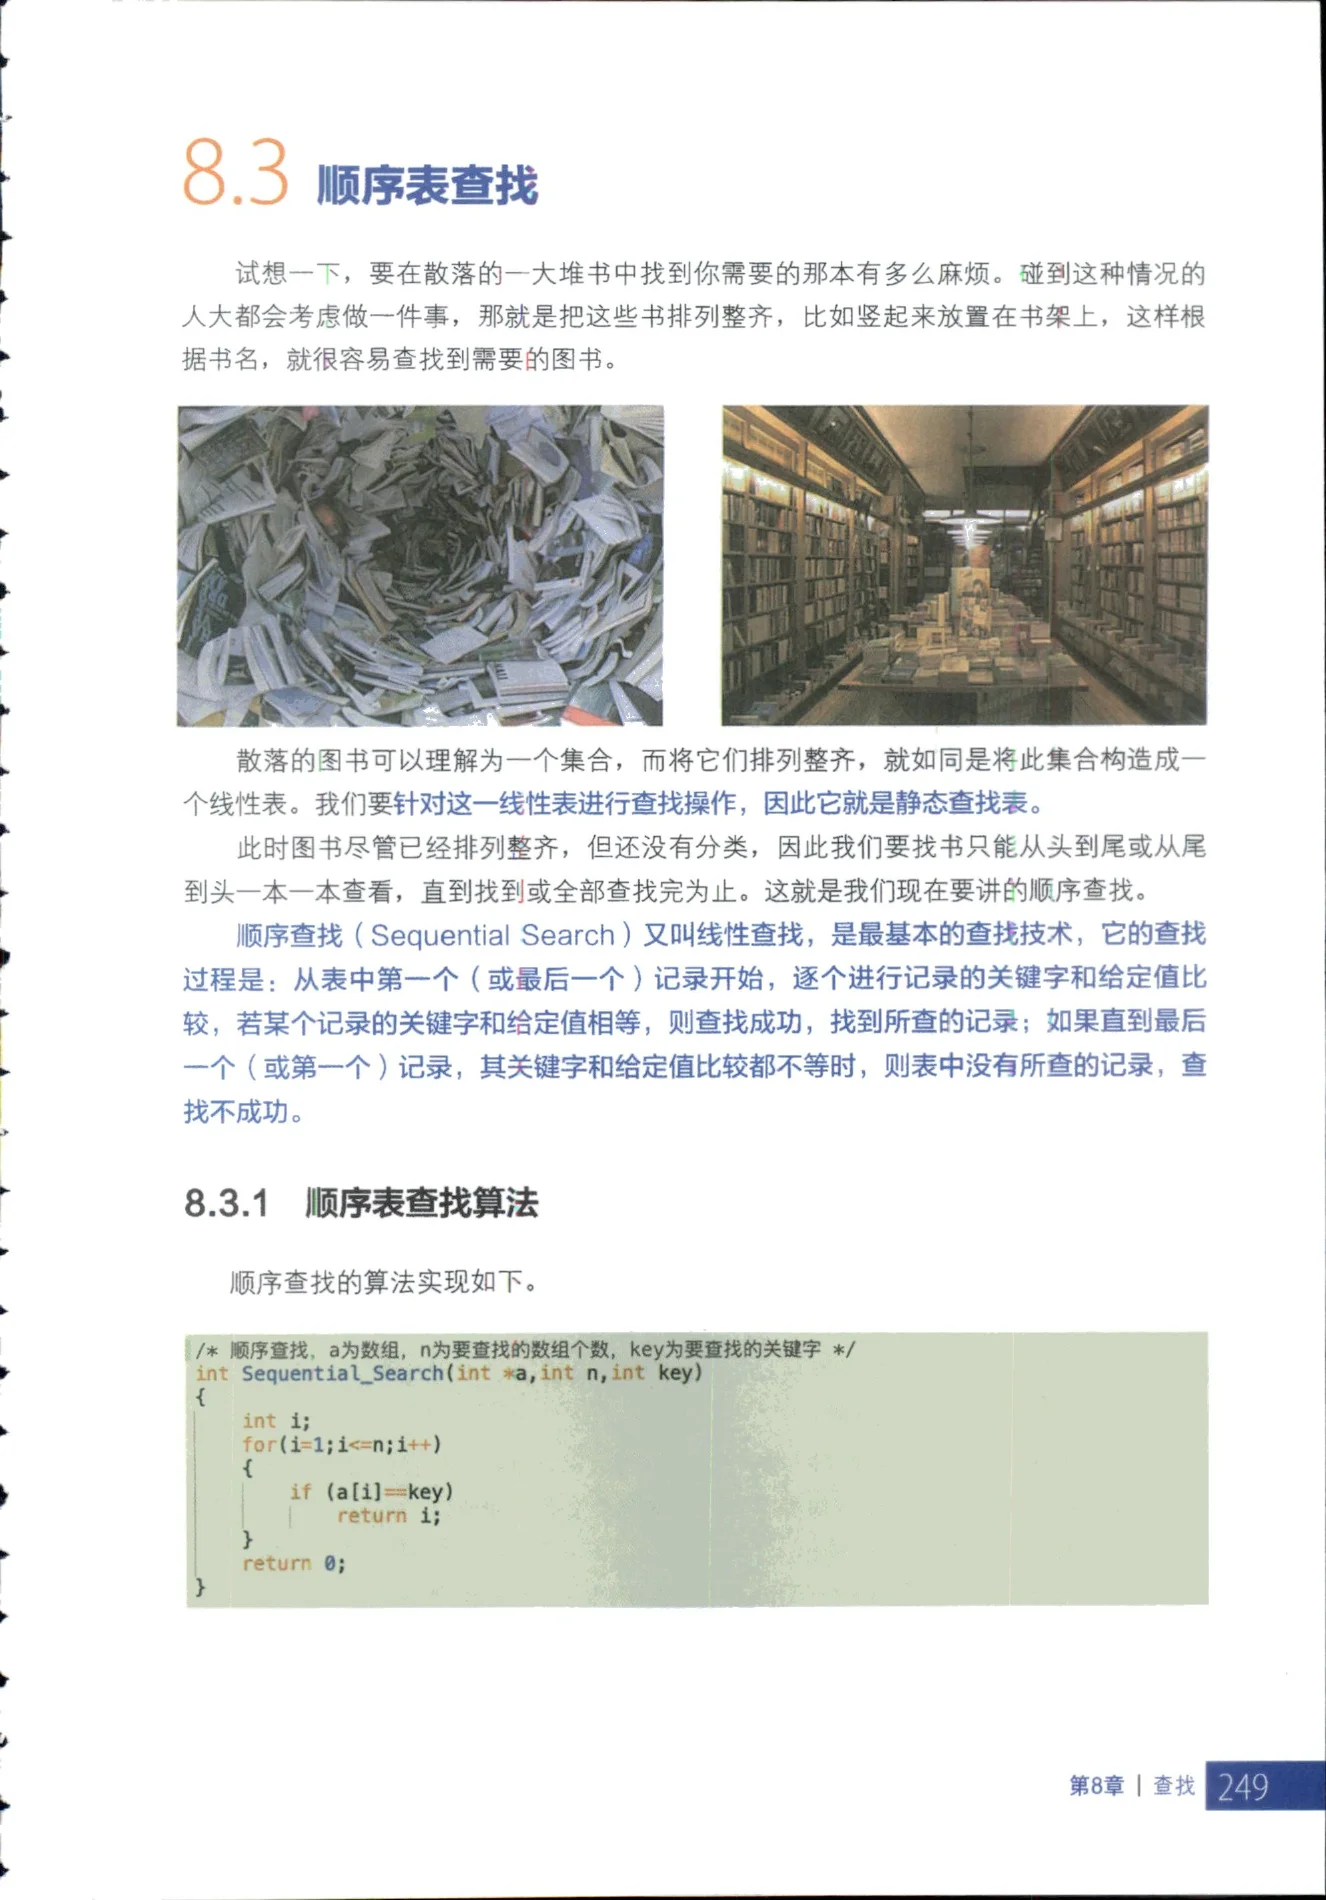 8.3 顺序表查找
试想一下，要在散落的一大堆书中找到你需要的那本有多么麻烦。碰到这种情况的
人大都会考虑做一件事，那就是把这些书排列整齐，比如竖起来放置在书架上，这样根
据书名，就很容易查找到需要的图书。
散落的图书可以理解为一个集合，而将它们排列整齐，就如同是将此集合构造成一
个线性表。我们要针对这一线性表进行查找操作，因此它就是静态查找表。
此时图书尽管已经排列整齐，但还没有分类，因此我们要找书只能从头到尾或从尾
到头一本一本查看，直到找到或全部查找完为止。这就是我们现在要讲的顺序查找。
顺序查找（Sequential Search）又叫线性查找，是最基本的查找技术，它的查找
过程是：从表中第一个（或最后一个）记录开始，逐个进行记录的关键字和给定值比
较，若某个记录的关键字和给定值相等，则查找成功，找到所查的记录；如果直到最后
一个（或第一个）记录，其关键字和给定值比较都不等时，则表中没有所查的记录，查
找不成功。
8.3.1 顺序表查找算法
顺序查找的算法实现如下。
/* 顺序查找，a为数组，n为要查找的数组个数，key为要查找的关键字 */
int Sequential_Search(int *a,int n,int key)
{
    int i;
    for(i=1;i<=n;i++)
    {
        if (a[i]==key)
            return i;
    }
    return 0;
}
第8章 | 查找 249